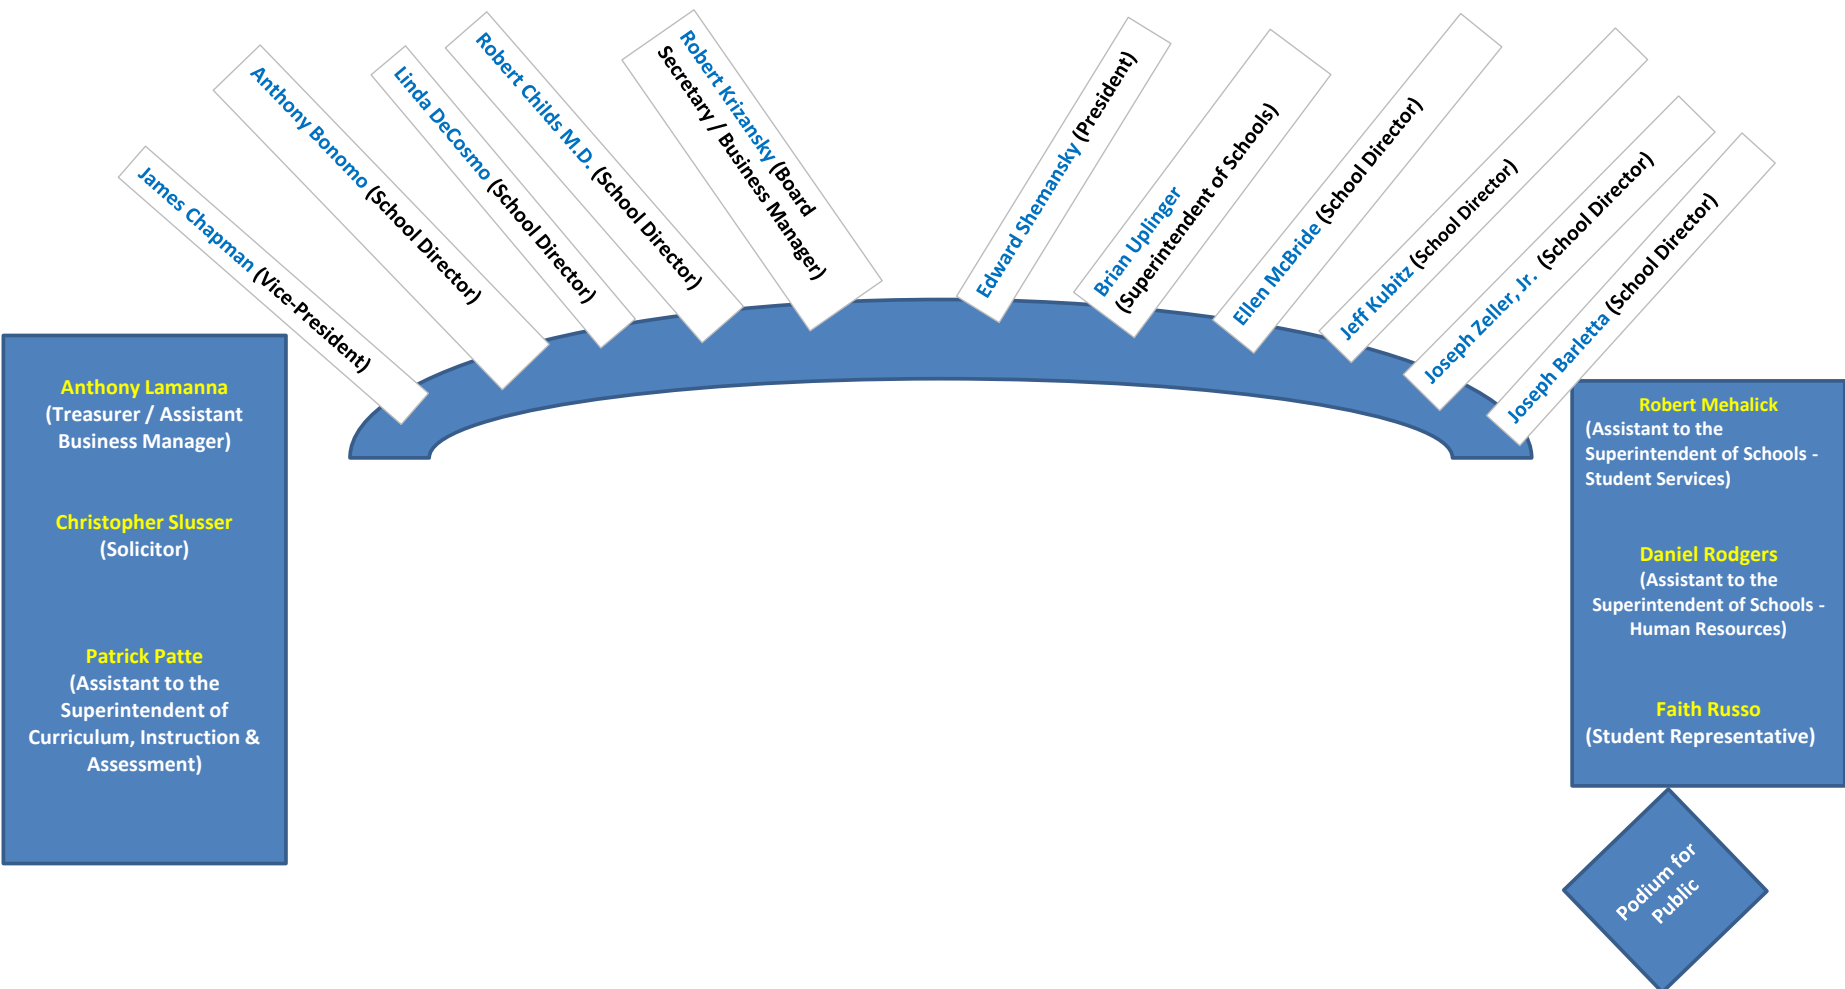 James Chapman (Vice-President)
Anthony Bonomo (School Director)
Linda DeCosmo (School Director)
Robert Childs M.D. (School Director)
Robert Krizansky (Board
Secretary / Business Manager)
Edward Shemansky (President)
Brian Uplinger
(Superintendent of Schools)
Ellen McBride (School Director)
Jeff Kubitz (School Director)
Joseph Zeller, Jr. (School Director)
Joseph Barletta (School Director)
Anthony Lamanna
(Treasurer / Assistant
Business Manager)
Christopher Slusser
(Solicitor)
Patrick Patte
(Assistant to the
Superintendent of
Curriculum, Instruction &
Assessment)
Robert Mehalick
(Assistant to the
Superintendent of Schools -
Student Services)
Daniel Rodgers
(Assistant to the
Superintendent of Schools -
Human Resources)
Faith Russo
(Student Representative)
Podium for
Public